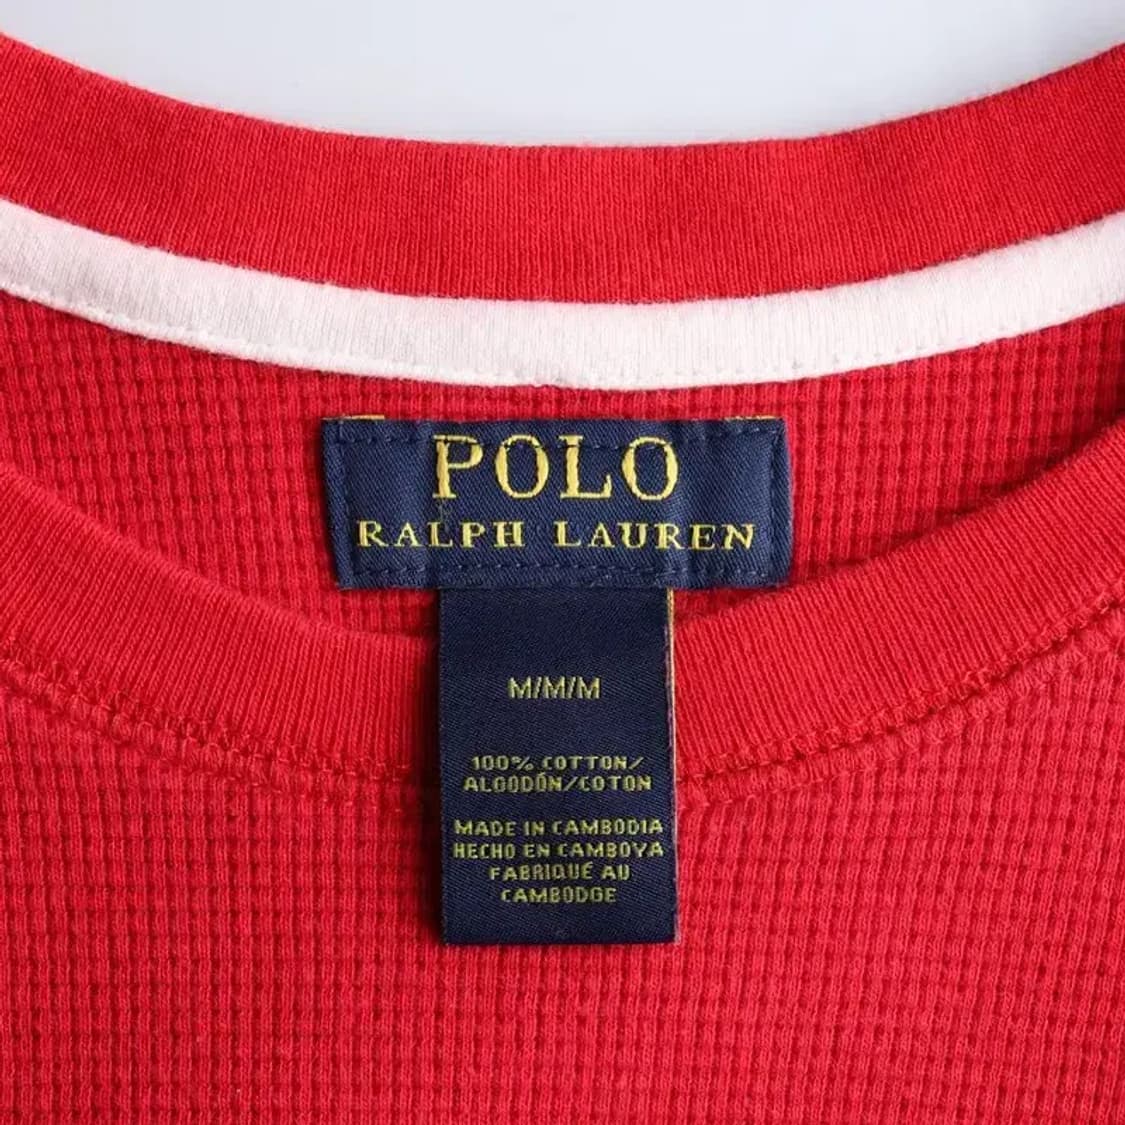 POLO
RALPH LAUREN
M/M/M
100% COTTON/
ALGODÓN/COTON
MADE IN CAMBODIA
HECHO EN CAMBOYA
FABRIQUÉ AU
CAMBODGE